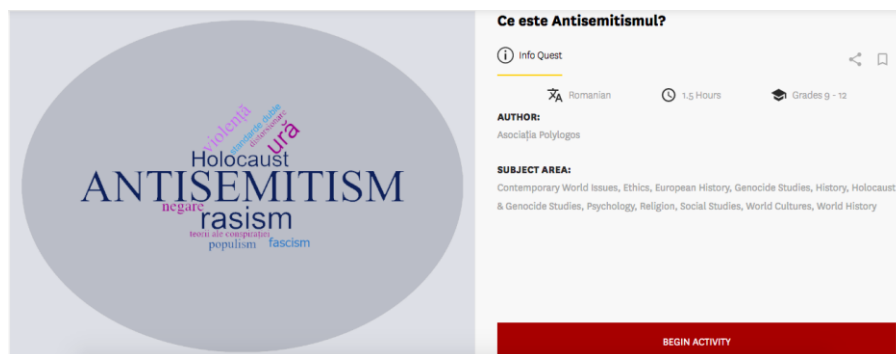 violență
standarde duble
distorsionare
ură
Holocaust
ANTISEMITISM
negare
rasism
teorii ale conspirației
populism
fascism
Ce este Antisemitismul?
Info Quest
Romanian
1.5 Hours
Grades 9 - 12
AUTHOR:
Asociația Polylogos
SUBJECT AREA:
Contemporary World Issues, Ethics, European History, Genocide Studies, History, Holocaust
& Genocide Studies, Psychology, Religion, Social Studies, World Cultures, World History
BEGIN ACTIVITY